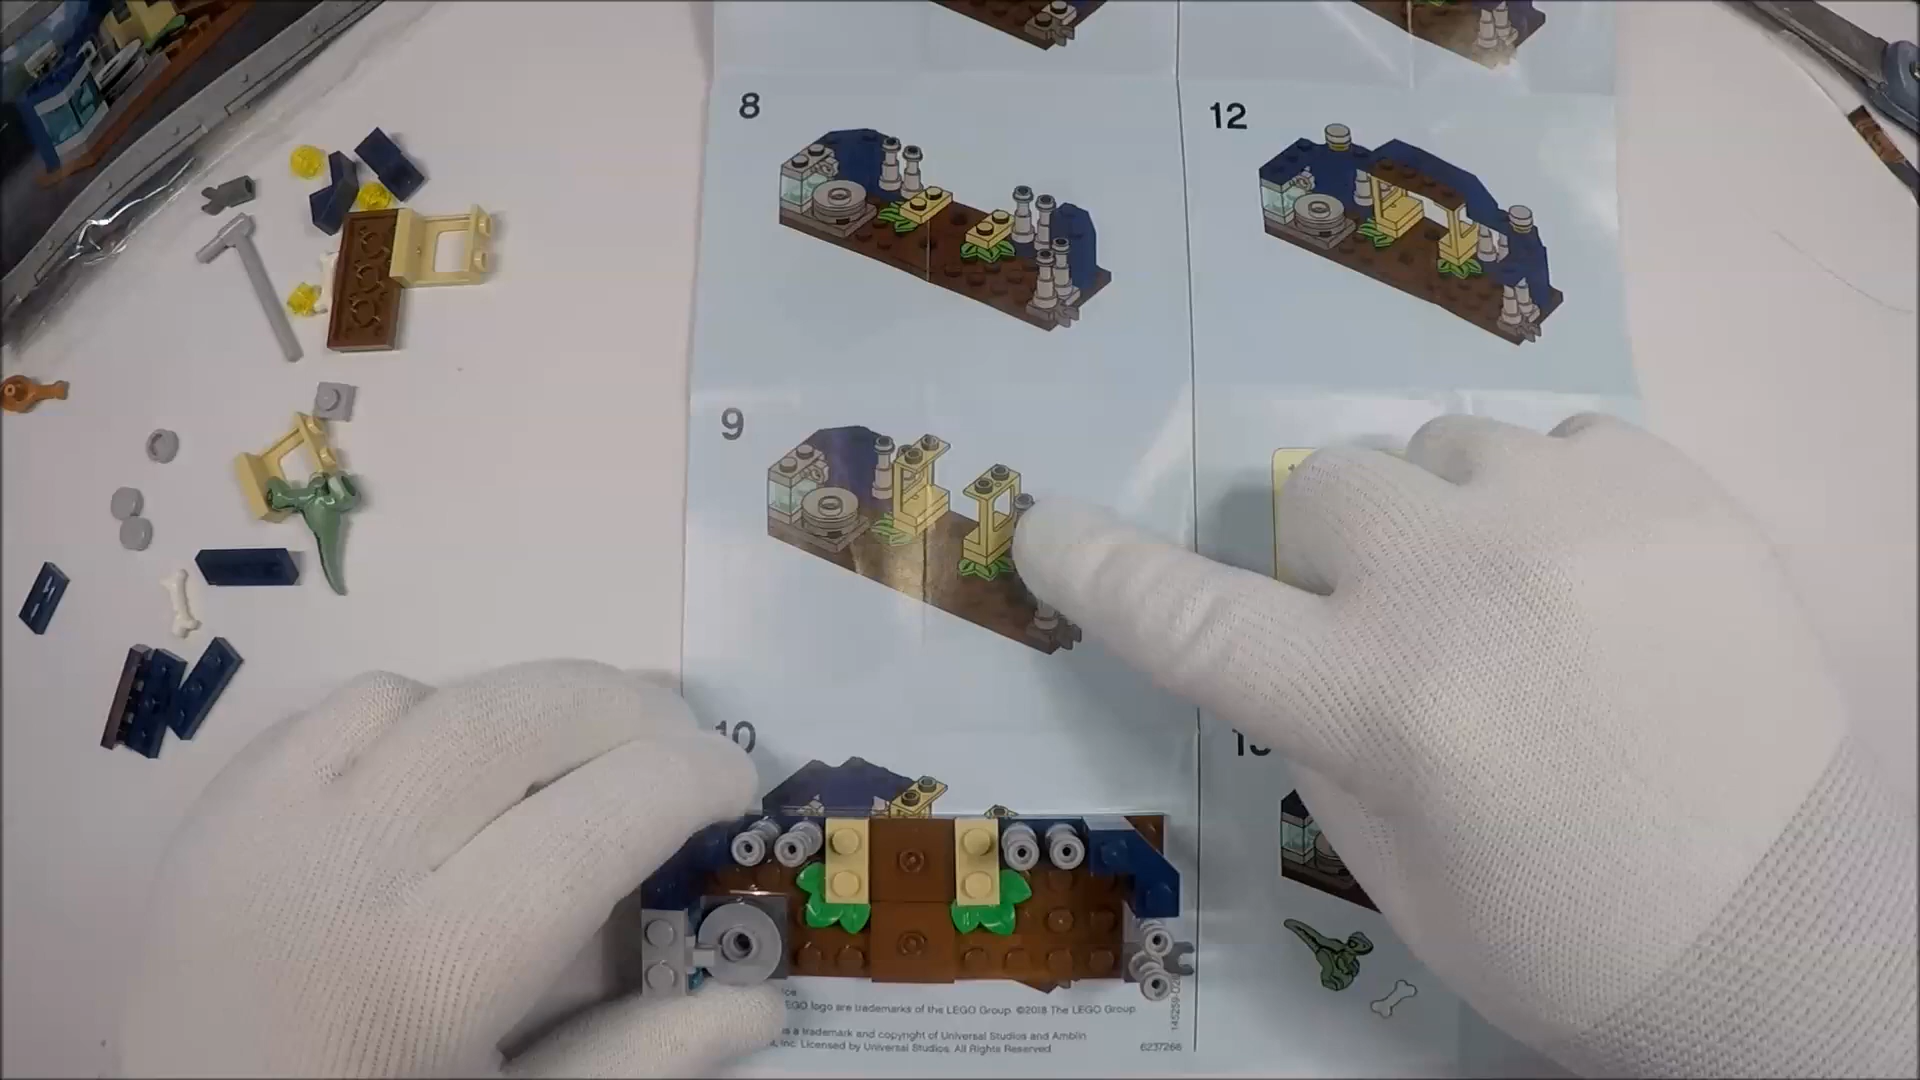 8
12
9
10
EGO logo are trademarks of the LEGO Group. ©2018 The LEGO Group.
is a trademark and copyright of Universal Studios and Amblin
Inc. Licensed by Universal Studios. All Rights Reserved.
6237266